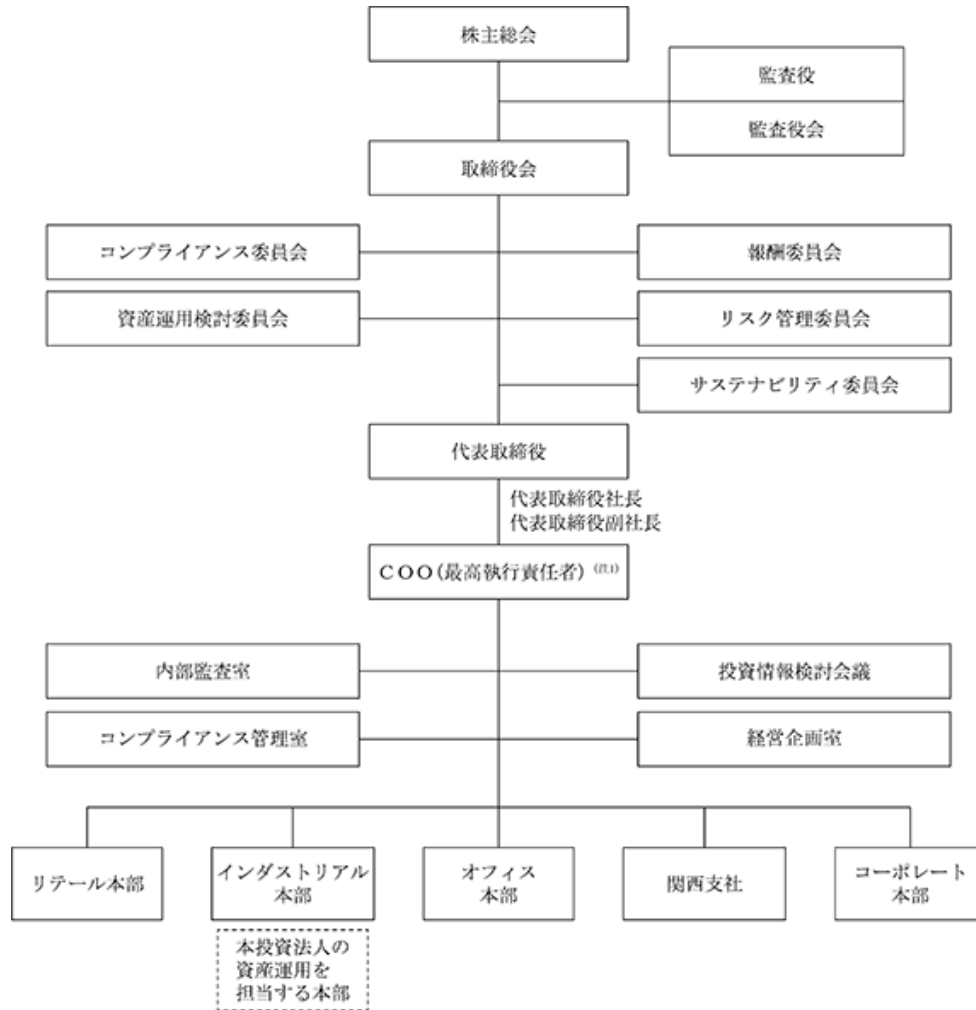 株主総会
監査役
監査役会
取締役会
コンプライアンス委員会
報酬委員会
資産運用検討委員会
リスク管理委員会
サステナビリティ委員会
代表取締役
代表取締役社長
代表取締役副社長
COO(最高執行責任者) (注1)
内部監査室
投資情報検討会議
コンプライアンス管理室
経営企画室
リテール本部
インダストリアル
本部
オフィス
本部
関西支社
コーポレート
本部
本投資法人の
資産運用を
担当する本部